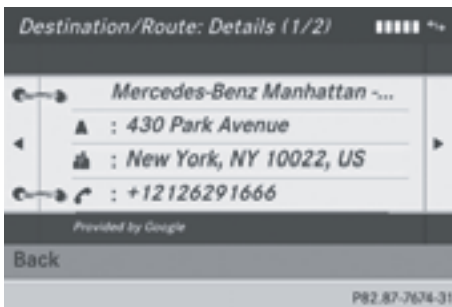 Destination/Route: Details (1/2)
Mercedes-Benz Manhattan -...
: 430 Park Avenue
: New York, NY 10022, US
: +12126291666
Provided by Google
Back
P82.87-7674-31